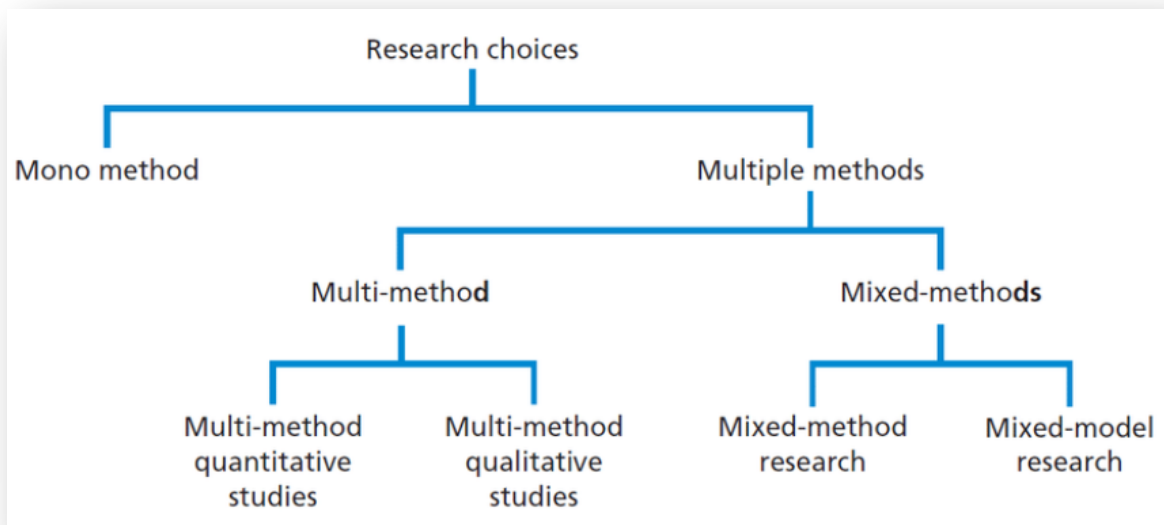 Research choices
Mono method
Multiple methods
Multi-method
Mixed-methods
Multi-method
quantitative
studies
Multi-method
qualitative
studies
Mixed-method
research
Mixed-model
research